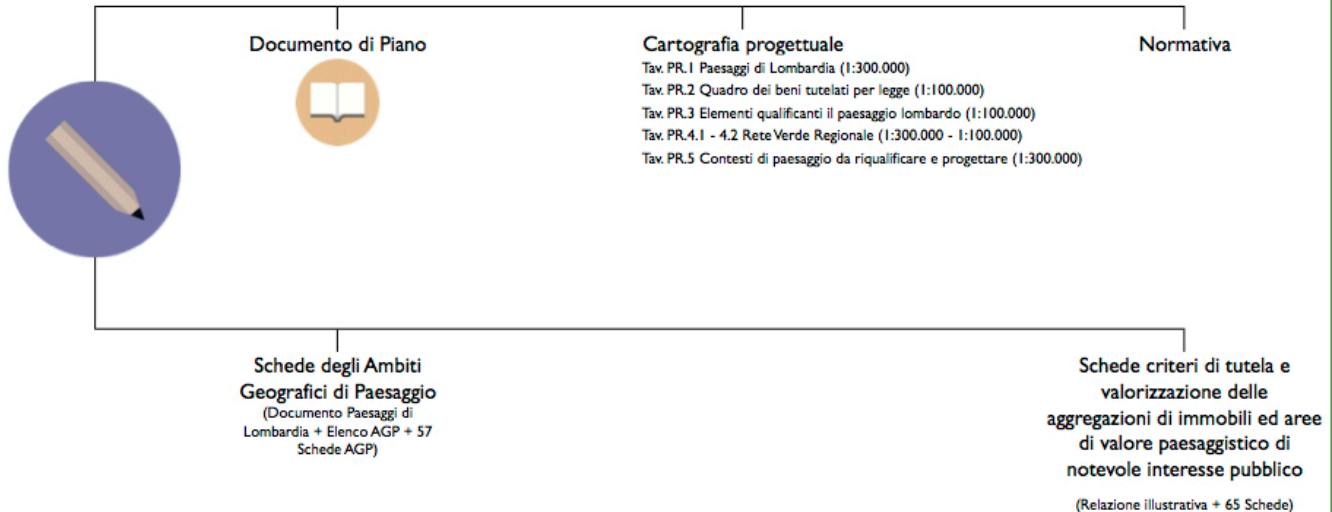 Documento di Piano
Cartografia progettuale
Tav. PR.1 Paesaggi di Lombardia (1:300.000)
Tav. PR.2 Quadro dei beni tutelati per legge (1:100.000)
Tav. PR.3 Elementi qualificanti il paesaggio lombardo (1:100.000)
Tav. PR.4.1 - 4.2 Rete Verde Regionale (1:300.000 - 1:100.000)
Tav. PR.5 Contesti di paesaggio da riqualificare e progettare (1:300.000)
Normativa
Schede degli Ambiti
Geografici di Paesaggio
(Documento Paesaggi di
Lombardia + Elenco AGP + 57
Schede AGP)
Schede criteri di tutela e
valorizzazione delle
aggregazioni di immobili ed aree
di valore paesaggistico di
notevole interesse pubblico
(Relazione illustrativa + 65 Schede)